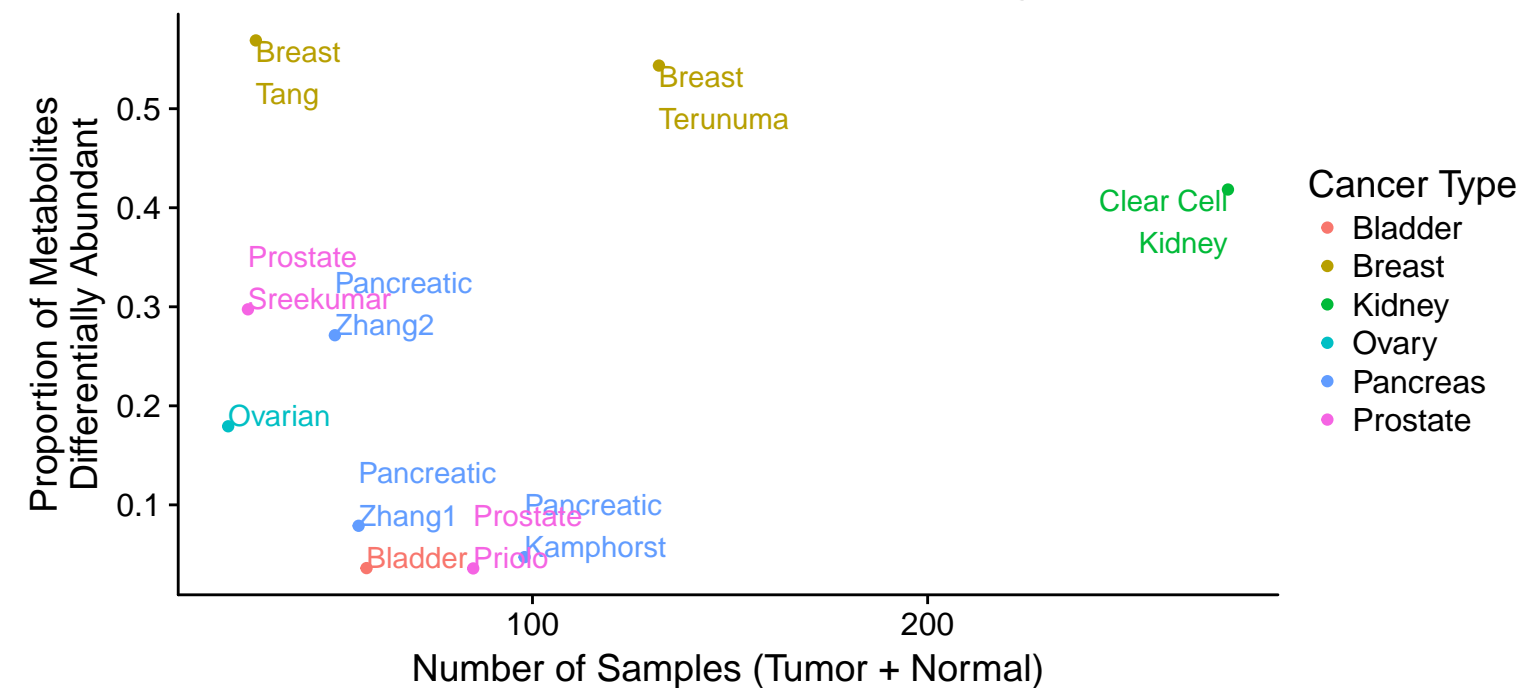 Proportion of Metabolites
Differentially Abundant
0.5
0.4
0.3
0.2
0.1
Breast
Tang
Breast
Terunuma
Clear Cell
Kidney
Prostate
Sreekumar
Pancreatic
Zhang2
Ovarian
Pancreatic
Zhang1
Prostate
Priolo
Pancreatic
Kamphorst
Bladder
100
200
Number of Samples (Tumor + Normal)
Cancer Type
Bladder
Breast
Kidney
Ovary
Pancreas
Prostate